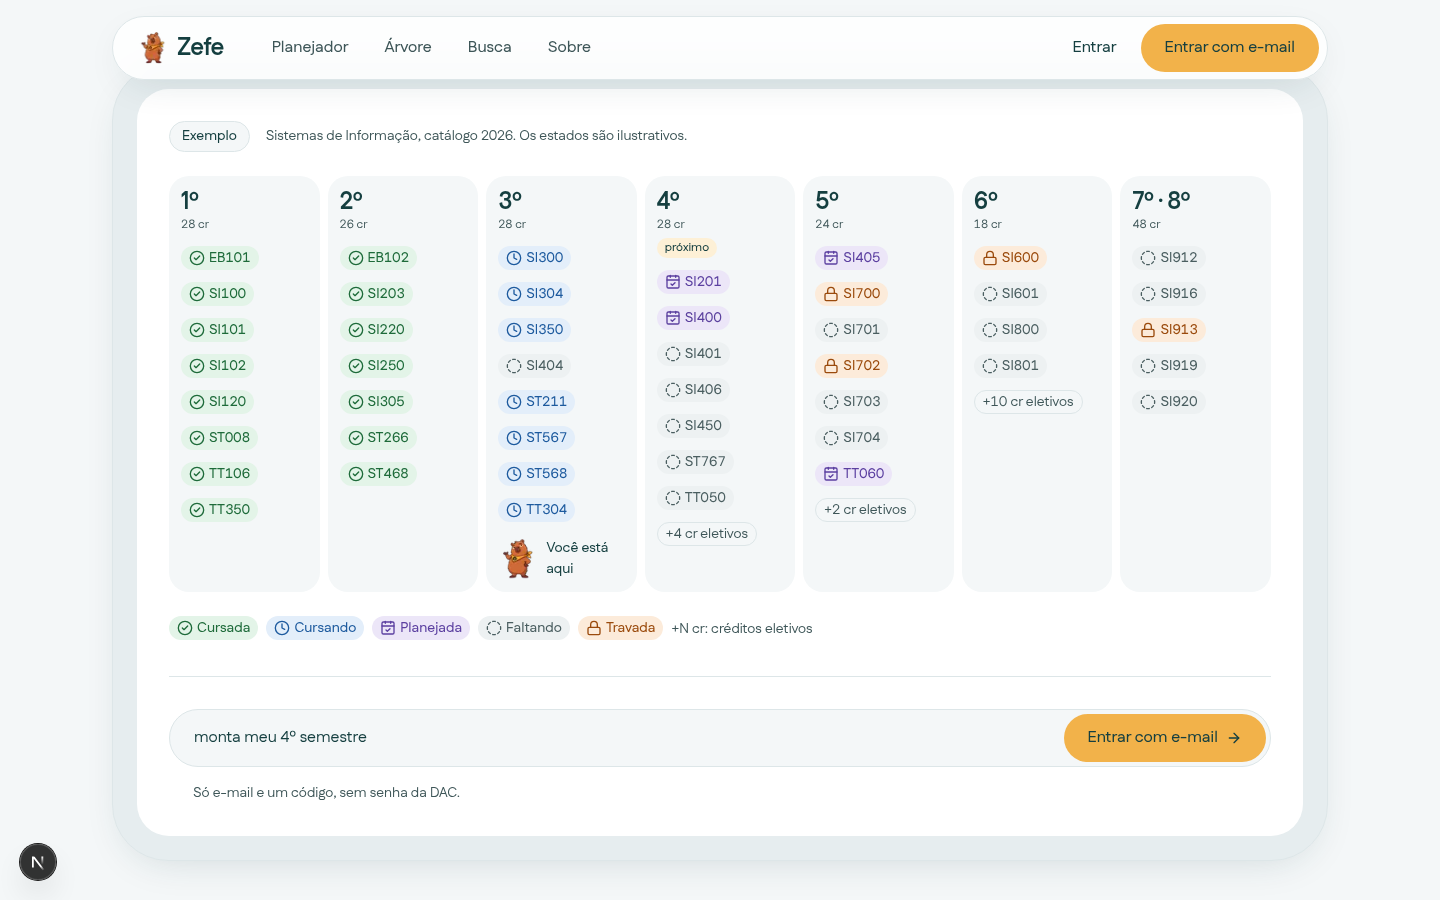 Zefe
Planejador
Árvore
Busca
Sobre
Entrar
Entrar com e-mail
Exemplo
Sistemas de Informação, catálogo 2026. Os estados são ilustrativos.
1º
28 cr
EB101
SI100
SI101
SI102
SI120
ST008
TT106
TT350
2º
26 cr
EB102
SI203
SI220
SI250
SI305
ST266
ST468
3º
28 cr
SI300
SI304
SI350
SI404
ST211
ST567
ST568
TT304
Você está
aqui
4º
28 cr
próximo
SI201
SI400
SI401
SI406
SI450
ST767
TT050
+4 cr eletivos
5º
24 cr
SI405
SI700
SI701
SI702
SI703
SI704
TT060
+2 cr eletivos
6º
18 cr
SI600
SI601
SI800
SI801
+10 cr eletivos
7º · 8º
48 cr
SI912
SI916
SI913
SI919
SI920
Cursada
Cursando
Planejada
Faltando
Travada
+N cr: créditos eletivos
monta meu 4º semestre
Entrar com e-mail
Só e-mail e um código, sem senha da DAC.
N